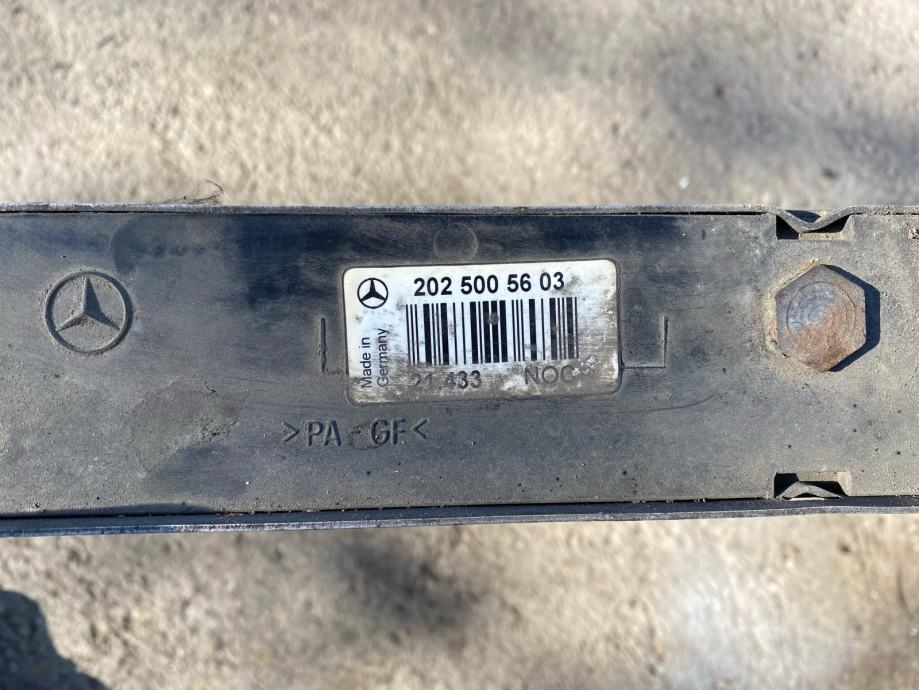 202 500 56 03
Made in
Germany
21.433 NOC
>PA-GF<